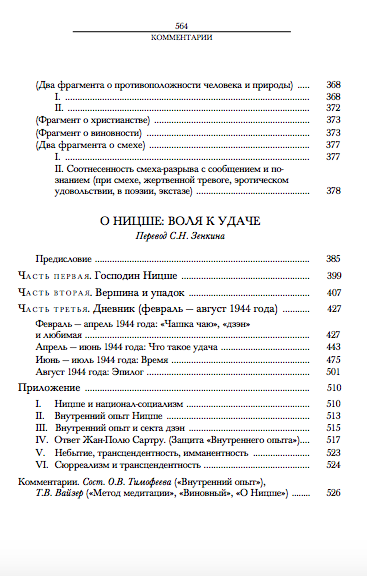 564
КОММЕНТАРИИ
(Два фрагмента о противоположности человека и природы) ..... 368
I. ..... 368
II. ..... 372
(Фрагмент о христианстве) ..... 373
(Фрагмент о виновности) ..... 373
(Два фрагмента о смехе) ..... 377
I. ..... 377
II. Соотнесенность смеха-разрыва с сообщением и по-
знанием (при смехе, жертвенной тревоге, эротическом
удовольствии, в поэзии, экстазе) ..... 378
О НИЦШЕ: ВОЛЯ К УДАЧЕ
Перевод С.Н. Зенкина
Предисловие ..... 385
Часть первая. Господин Ницше ..... 399
Часть вторая. Вершина и упадок ..... 407
Часть третья. Дневник (февраль — август 1944 года) ..... 427
Февраль — апрель 1944 года: «Чашка чаю», «дзэн»
и любимая ..... 427
Апрель — июнь 1944 года: Что такое удача ..... 443
Июнь — июль 1944 года: Время ..... 475
Август 1944 года: Эпилог ..... 501
Приложение ..... 510
I. Ницше и национал-социализм ..... 510
II. Внутренний опыт Ницше ..... 513
III. Внутренний опыт и секта дзэн ..... 515
IV. Ответ Жан-Полю Сартру. (Защита «Внутреннего опыта»). ..... 517
V. Небытие, трансцендентность, имманентность ..... 523
VI. Сюрреализм и трансцендентность ..... 524
Комментарии. Сост. О.В. Тимофеева («Внутренний опыт»),
Т.В. Вайзер («Метод медитации», «Виновный», «О Ницше») ..... 526